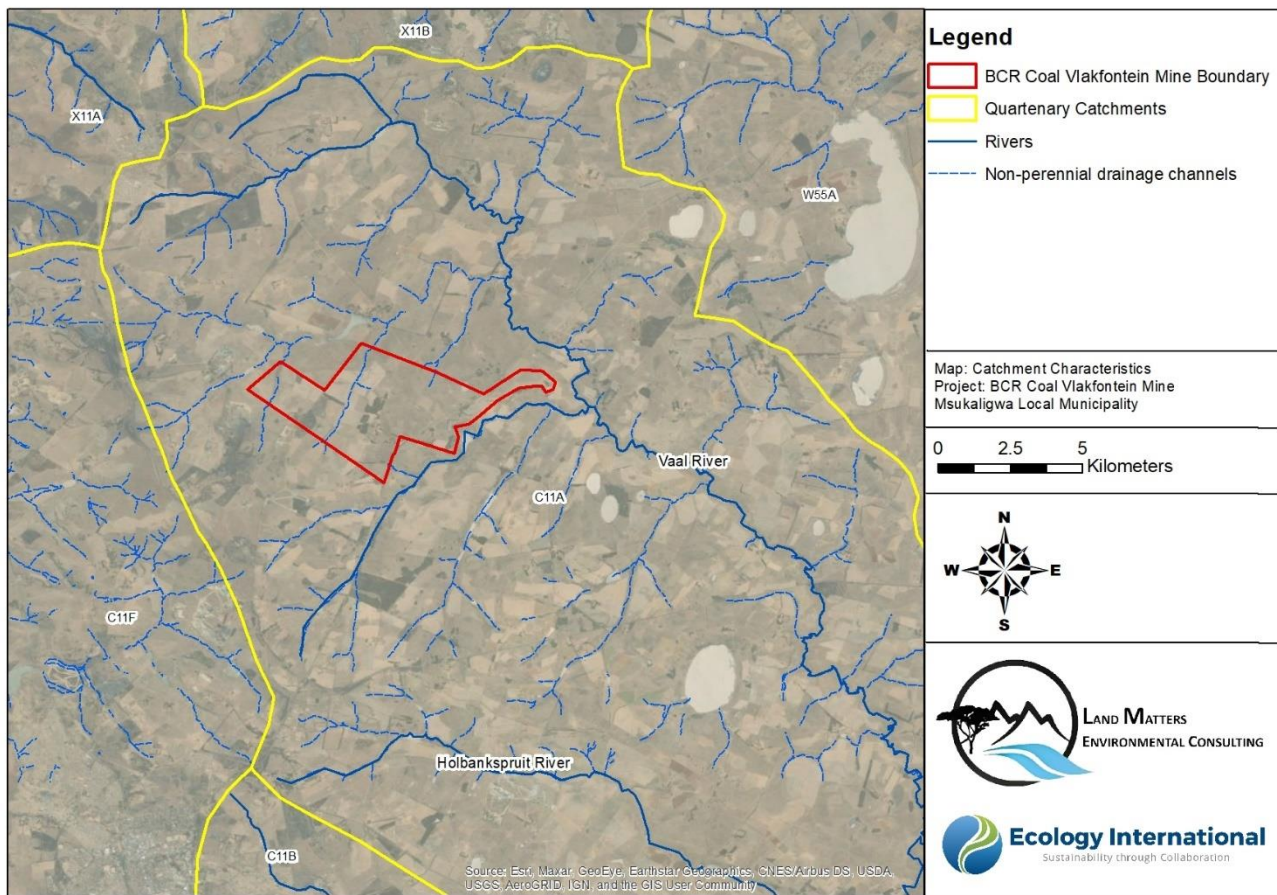 X11B
X11A
W55A
Vaal River
C11A
C11F
Holbankspruit River
C11B
Source: Esri, Maxar, GeoEye, Earthstar Geographics, CNES/Airbus DS, USDA,
USGS, AeroGRID, IGN, and the GIS User Community
Legend
BCR Coal Vlakfontein Mine Boundary
Quartenary Catchments
Rivers
Non-perennial drainage channels
Map: Catchment Characteristics
Project: BCR Coal Vlakfontein Mine
Msukaligwa Local Municipality
0 2.5 5
Kilometers
N
W E
S
LAND MATTERS
ENVIRONMENTAL CONSULTING
Ecology International
Sustainability through Collaboration